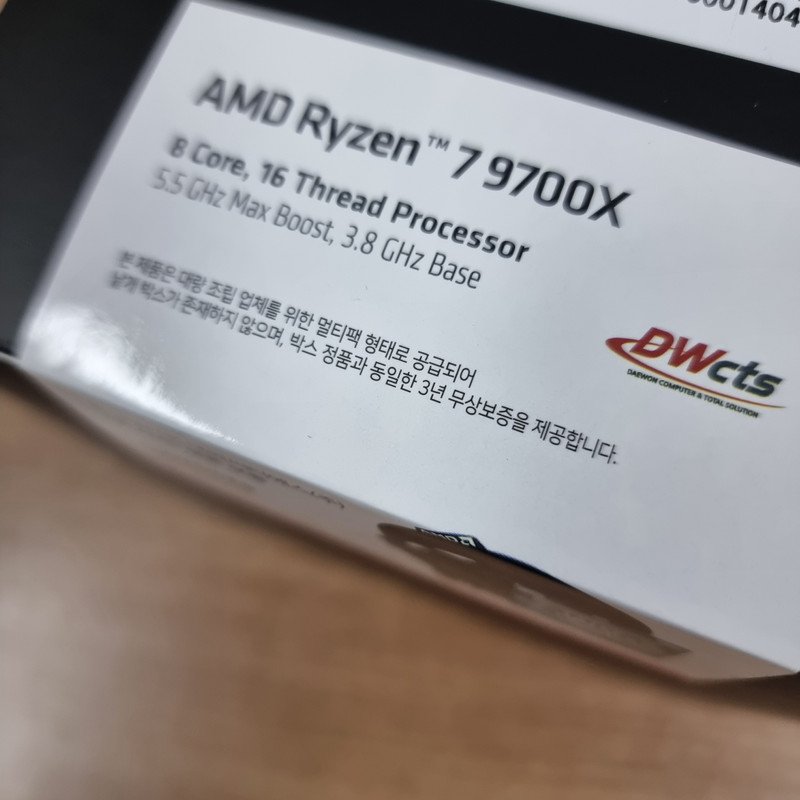 0001404
AMD Ryzen™ 7 9700X
8 Core, 16 Thread Processor
5.5 GHz Max Boost, 3.8 GHz Base
본 제품은 대량 조립 업체를 위한 멀티팩 형태로 공급되어
낱개 박스가 존재하지 않으며, 박스 정품과 동일한 3년 무상보증을 제공합니다.
DWcts
DAEWON COMPUTER & TOTAL SOLUTION